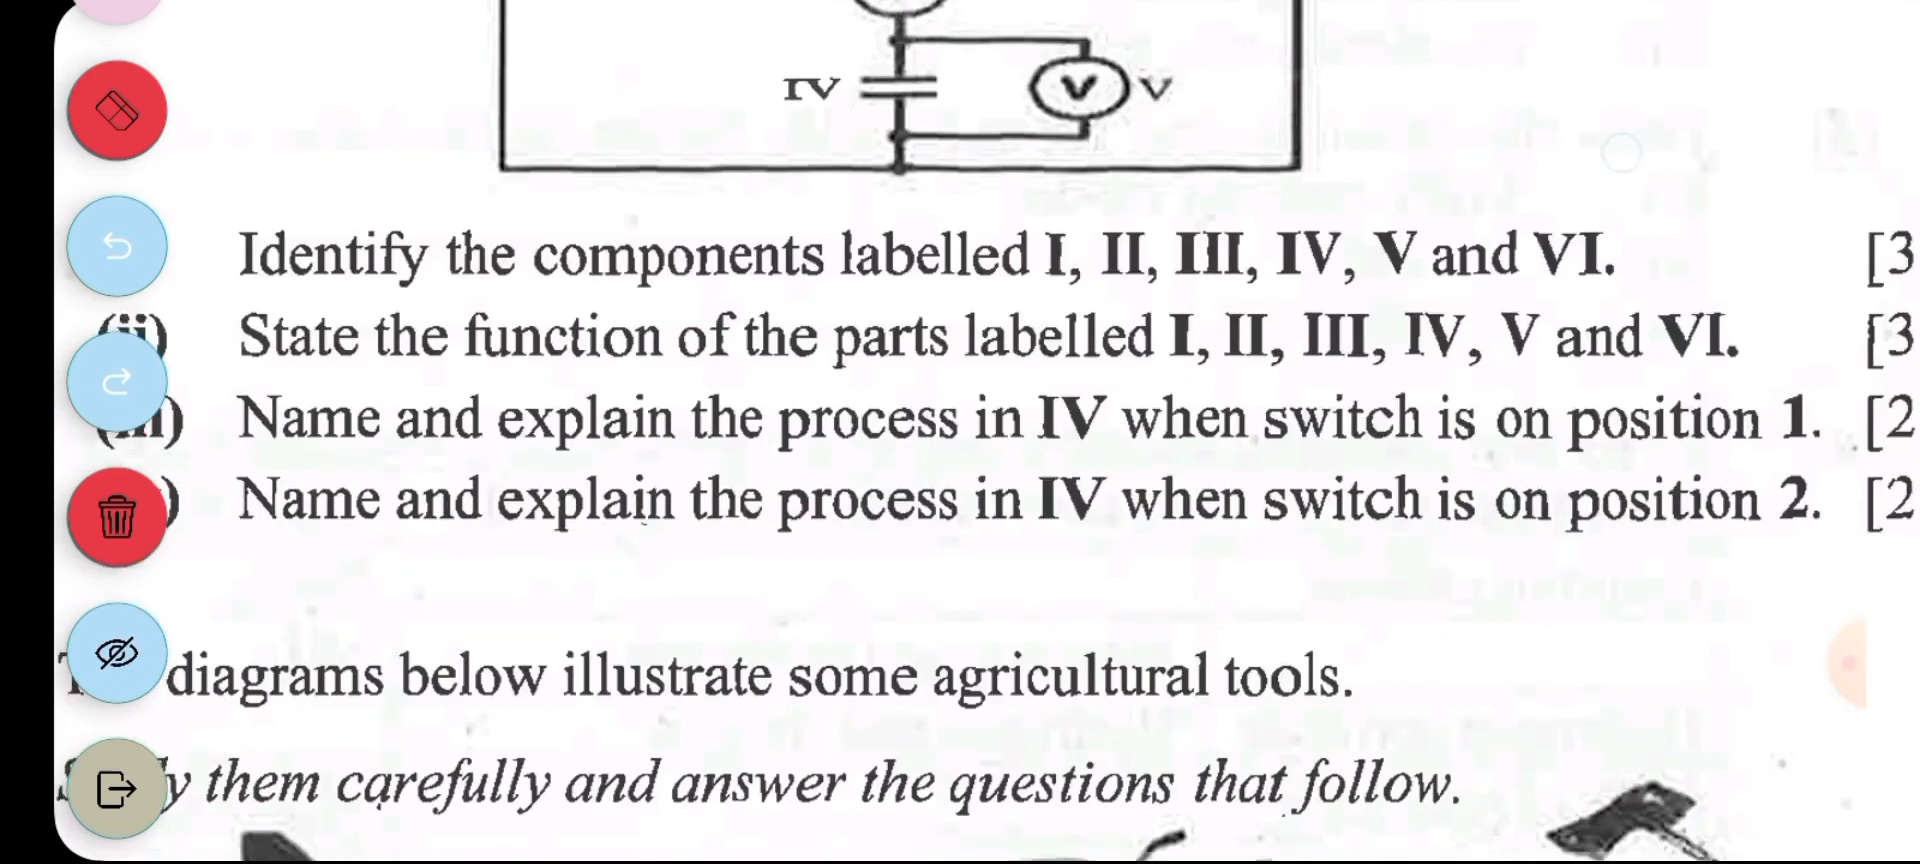 IV
V V
Identify the components labelled I, II, III, IV, V and VI. [3
(ii) State the function of the parts labelled I, II, III, IV, V and VI. [3
Name and explain the process in IV when switch is on position 1. [2
Name and explain the process in IV when switch is on position 2. [2
diagrams below illustrate some agricultural tools.
them carefully and answer the questions that follow.